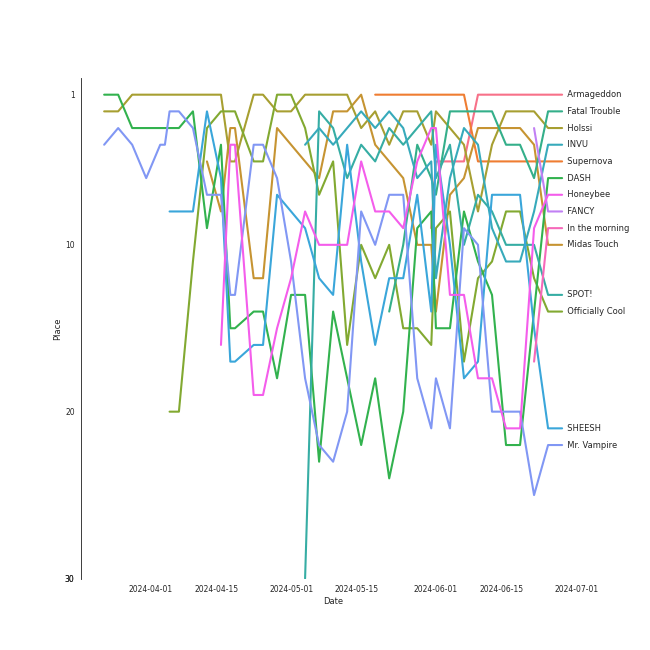 1
Armageddon
Fatal Trouble
Holssi
INVU
Supernova
DASH
Honeybee
FANCY
In the morning
10
Midas Touch
SPOT!
Officially Cool
Place
20
SHEESH
Mr. Vampire
30
2024-04-01 2024-04-15 2024-05-01 2024-05-15 2024-06-01 2024-06-15 2024-07-01
Date